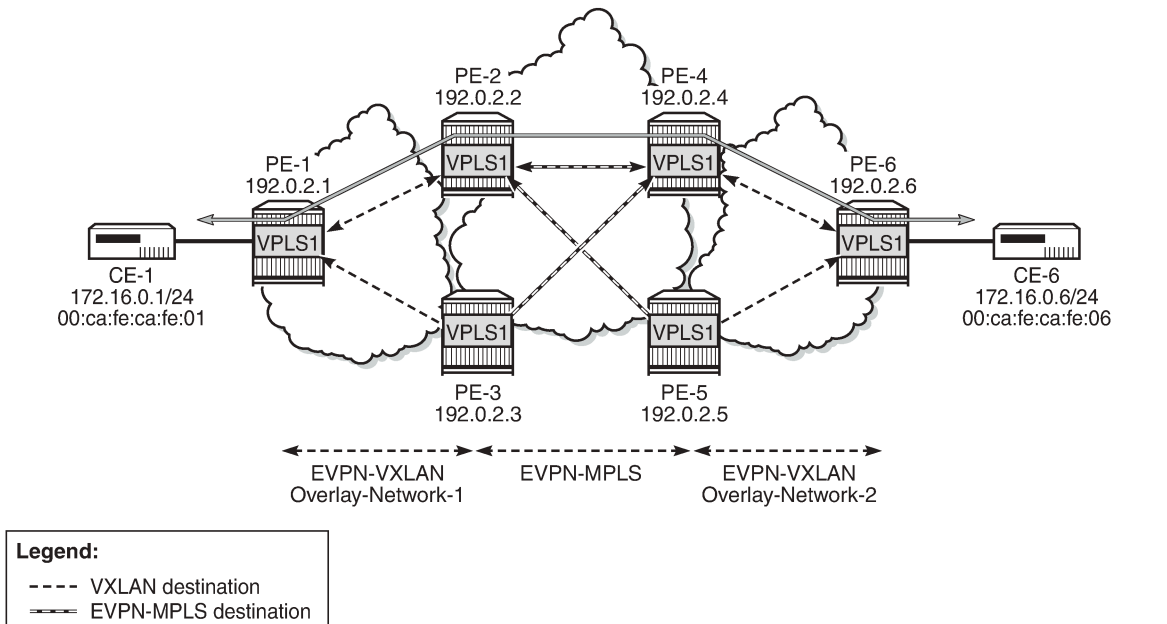 PE-2
192.0.2.2
PE-4
192.0.2.4
PE-1
192.0.2.1
PE-6
192.0.2.6
VPLS1
VPLS1
VPLS1
VPLS1
CE-1
172.16.0.1/24
00:ca:fe:ca:fe:01
CE-6
172.16.0.6/24
00:ca:fe:ca:fe:06
VPLS1
VPLS1
PE-3
192.0.2.3
PE-5
192.0.2.5
EVPN-VXLAN
Overlay-Network-1
EVPN-MPLS
EVPN-VXLAN
Overlay-Network-2
Legend:
VXLAN destination
EVPN-MPLS destination